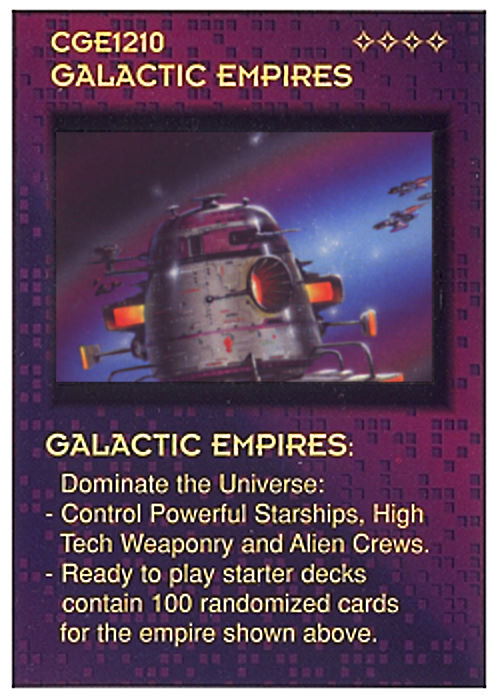 CGE1210
GALACTIC EMPIRES
GALACTIC EMPIRES:
Dominate the Universe:
- Control Powerful Starships, High
Tech Weaponry and Alien Crews.
- Ready to play starter decks
contain 100 randomized cards
for the empire shown above.